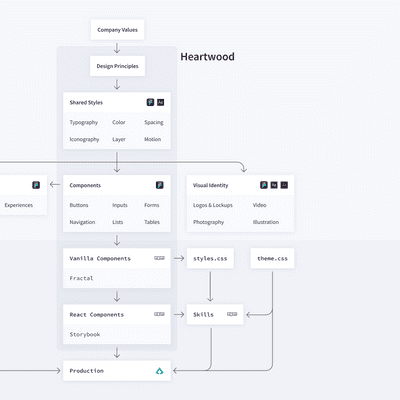 Company Values
Heartwood
Design Principles
Shared Styles
Typography Color Spacing
Iconography Layer Motion
Components
Visual Identity
Experiences
Buttons Inputs Forms
Logos & Lockups Video
Navigation Lists Tables
Photography Illustration
Vanilla Components
styles.css
theme.css
Fractal
React Components
Skills
Storybook
Production